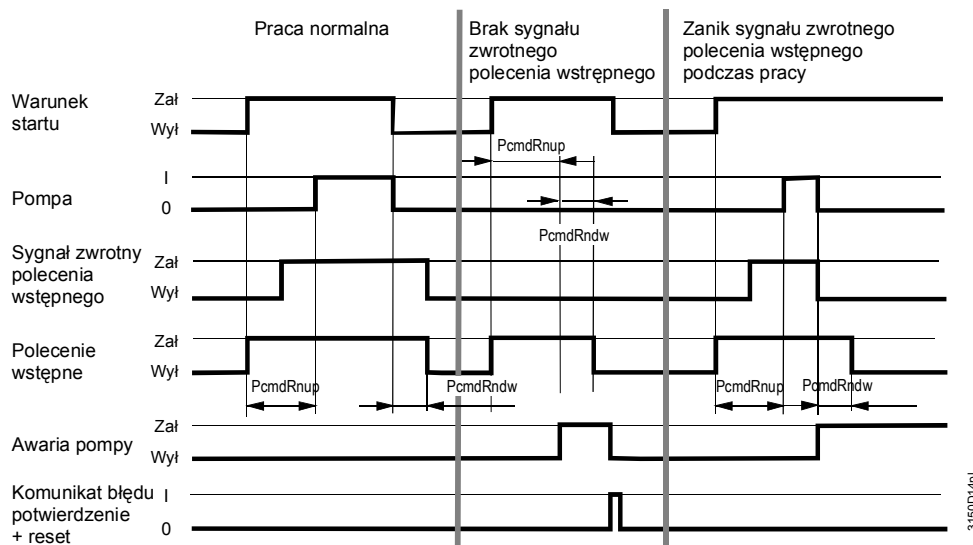 Praca normalna
Brak sygnału
zwrotnego
polecenia wstrępnego
Zanik sygnału zwrotnego
polecenia wstępnego
podczas pracy
Warunek
startu
Zał
Wył
PcmdRnup
Pompa
I
0
PcmdRndw
Sygnał zwrotny
polecenia
wstępnego
Zał
Wył
Polecenie
wstępne
Zał
Wył
PcmdRnup
PcmdRndw
PcmdRnup
PcmdRndw
Awaria pompy
Zał
Wył
Komunikat błędu
potwierdzenie
+ reset
I
0
3150D14pl